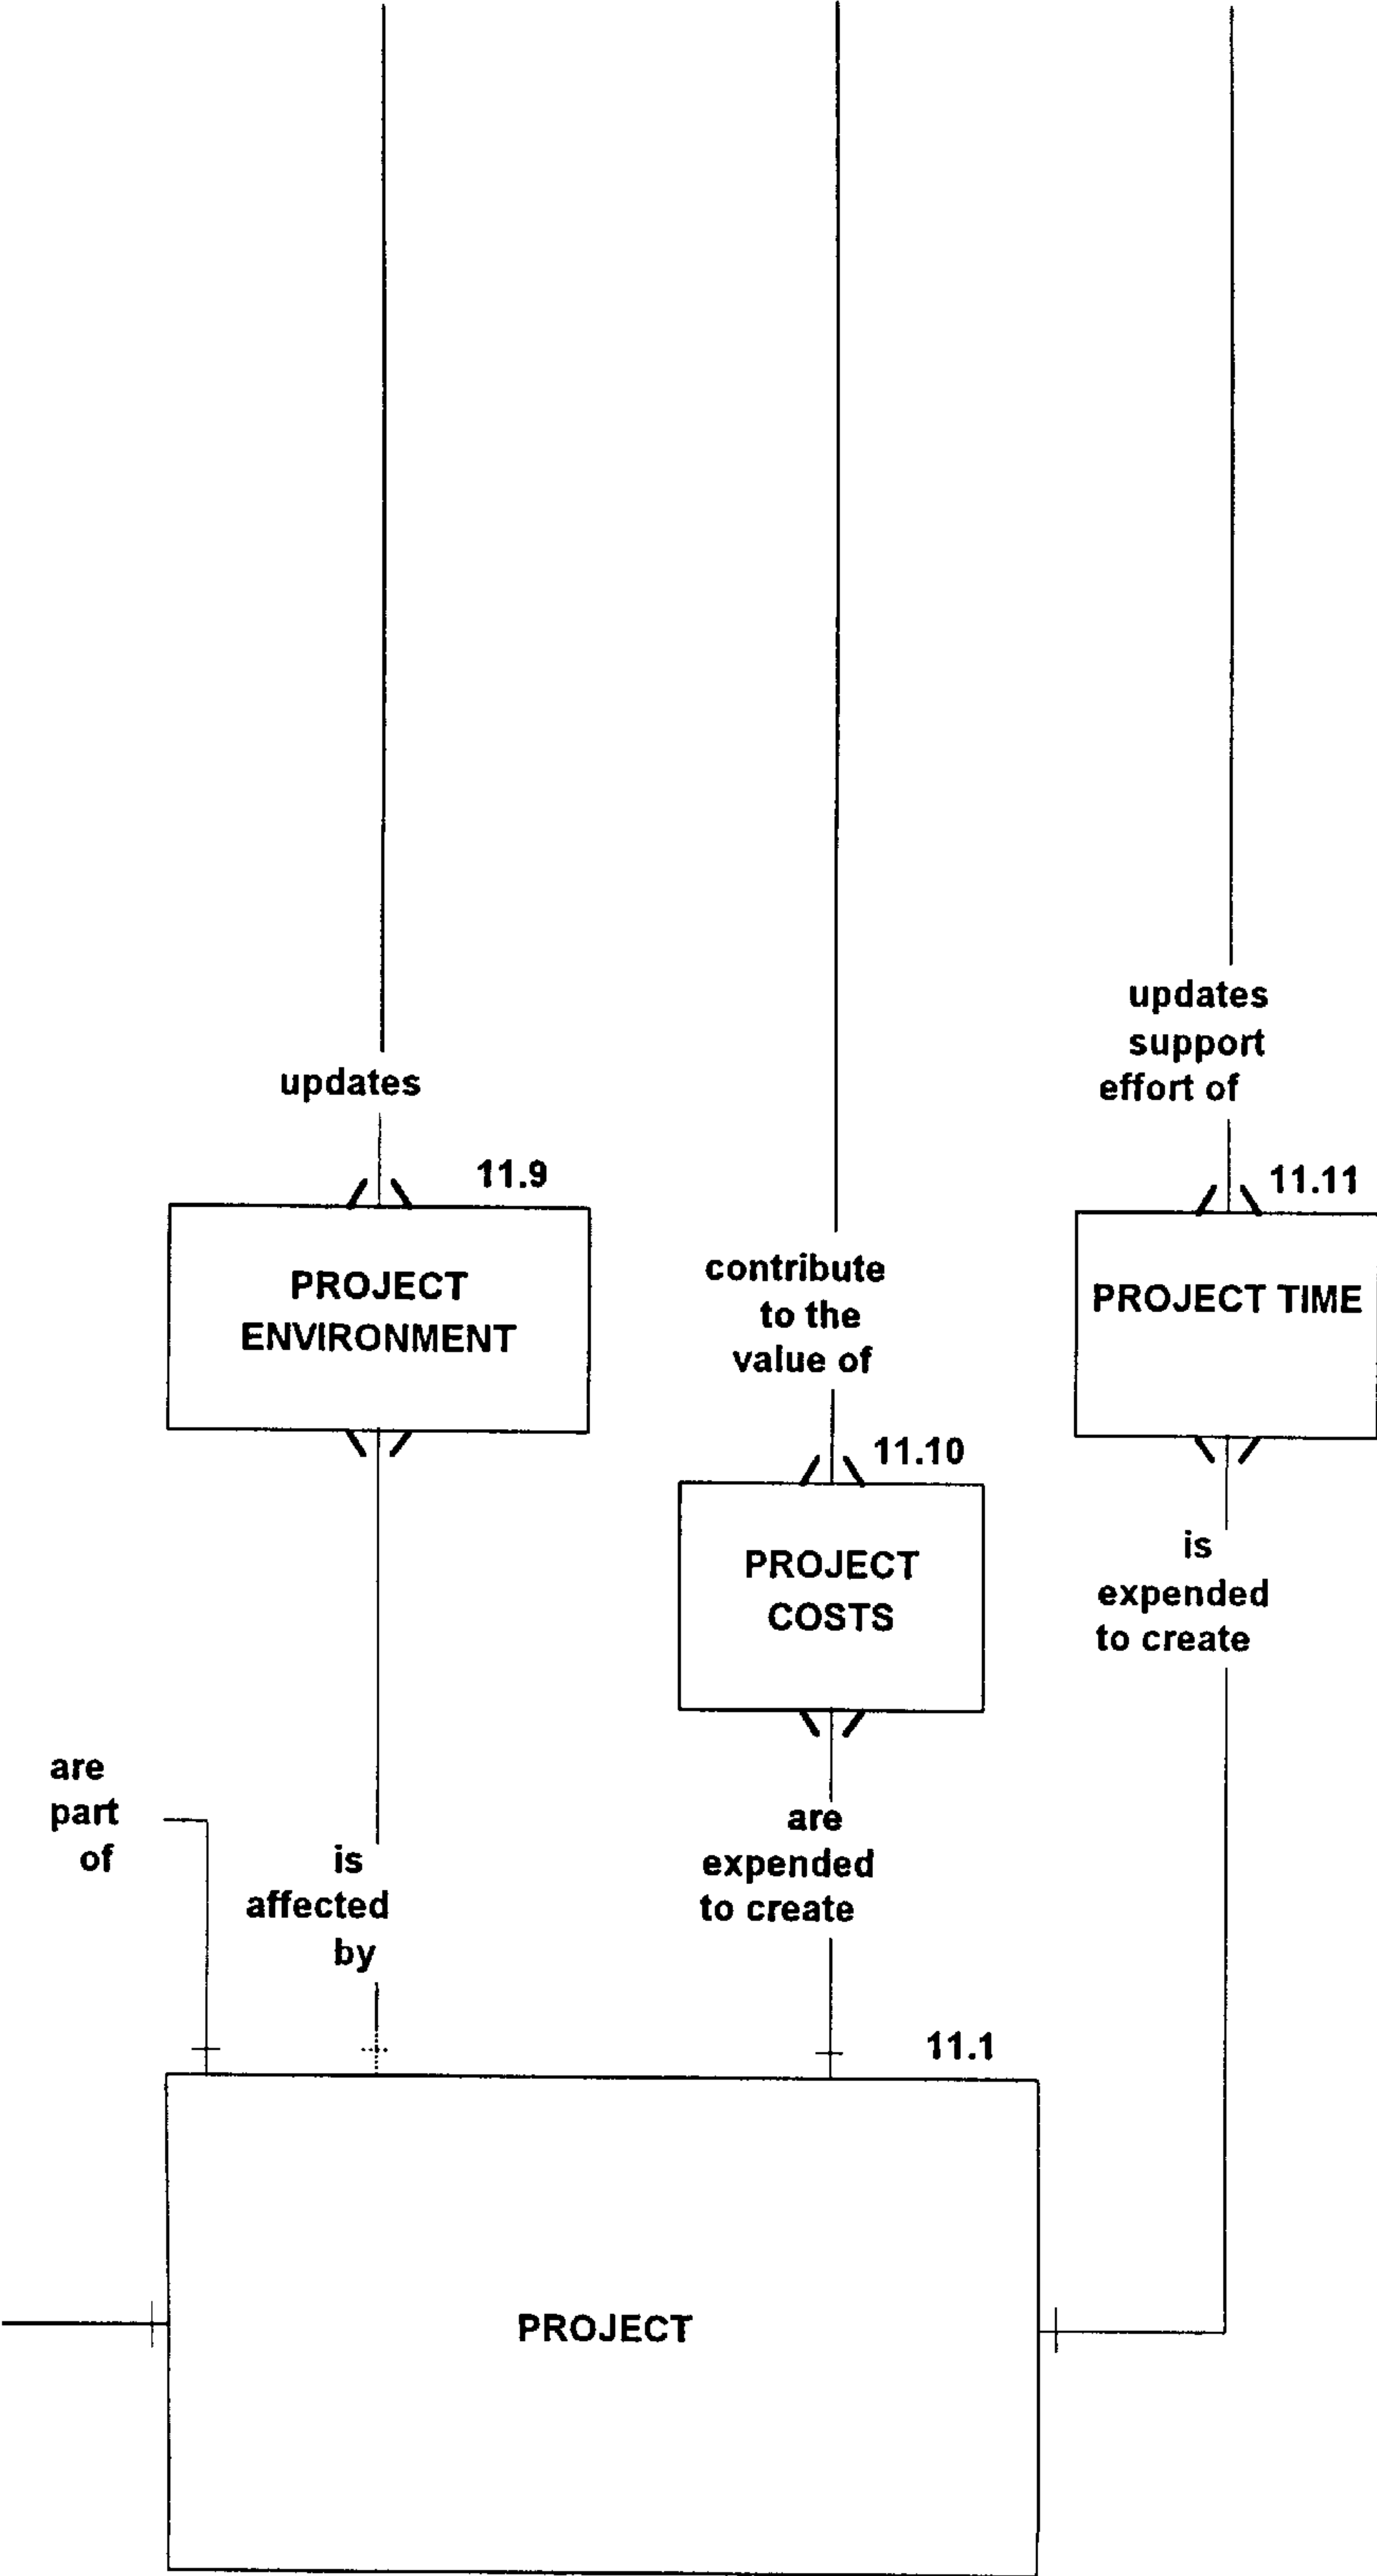 updates
support
effort of
updates
11.9
11.11
PROJECT
ENVIRONMENT
contribute
to the
value of
PROJECT TIME
11.10
PROJECT
COSTS
is
expended
to create
are
part
of
is
affected
by
are
expended
to create
11.1
PROJECT